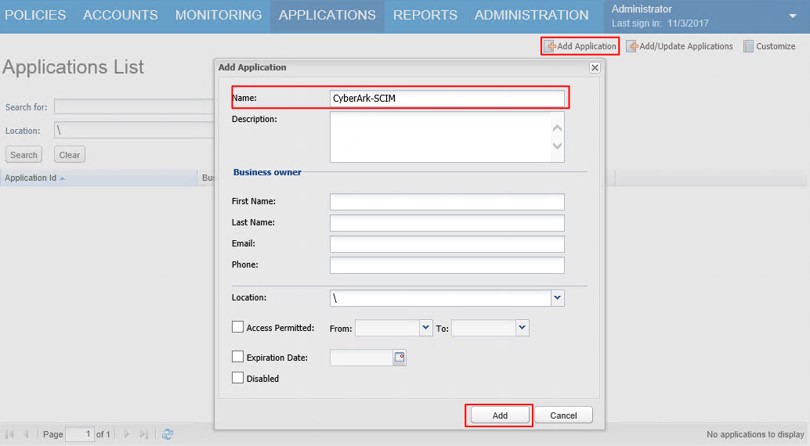 POLICIES ACCOUNTS MONITORING APPLICATIONS REPORTS ADMINISTRATION
Administrator
Last sign in: 11/3/2017
Add Application Add/Update Applications Customize
Applications List
Add Application
Search for:
Name: CyberArk-SCIM
Location: \
Description:
Search Clear
Application Id Bus
Business owner
First Name:
Last Name:
Email:
Phone:
Location: \
Access Permitted: From: To:
Expiration Date:
Disabled
Add Cancel
Page 1 of 1
No applications to display